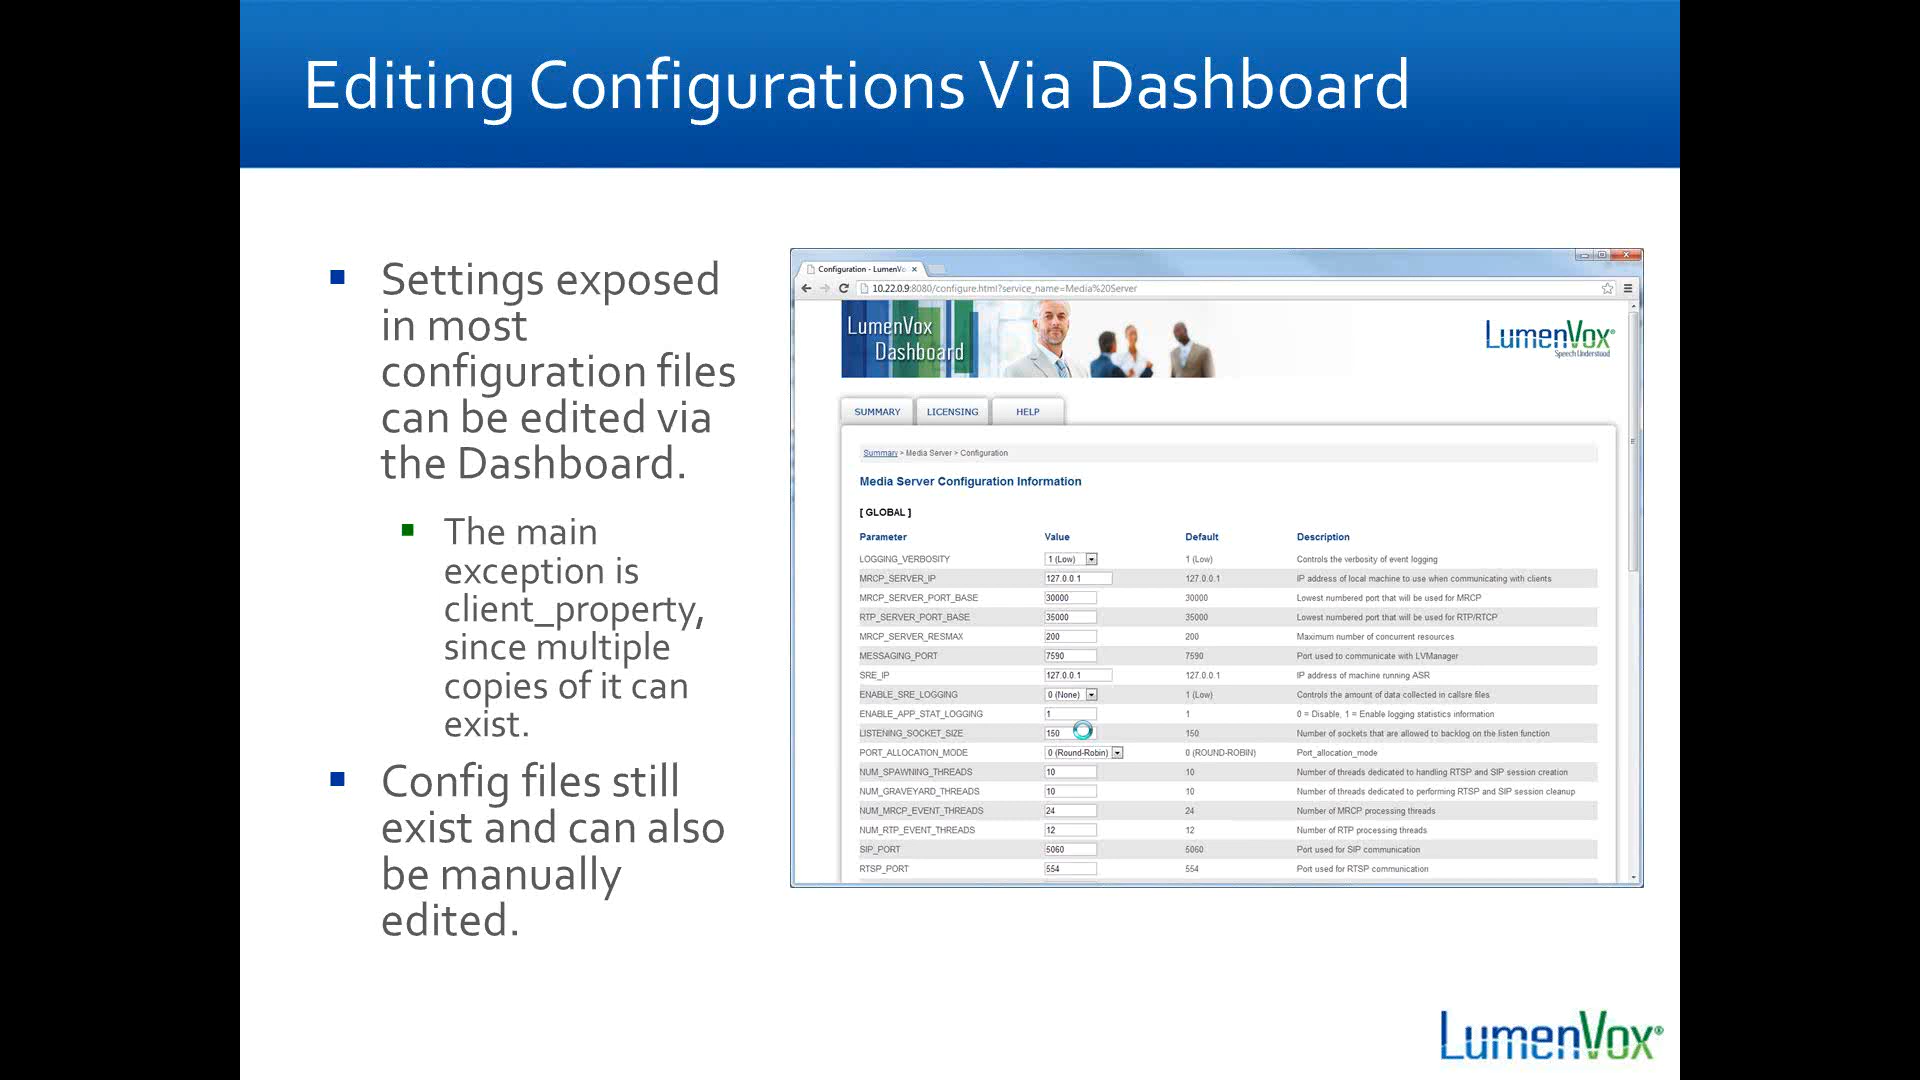 Editing Configurations Via Dashboard
Settings exposed
in most
configuration files
can be edited via
the Dashboard.
The main
exception is
client_property,
since multiple
copies of it can
exist.
Config files still
exist and can also
be manually
edited.
Configuration - LumenVo
10.22.0.9:8080/configure.html?service_name=Media%20Server
LumenVox
Dashboard
LumenVox®
Speech Understood
SUMMARY LICENSING HELP
Summary > Media Server > Configuration
Media Server Configuration Information
[ GLOBAL ]
Parameter Value Default Description
LOGGING_VERBOSITY 1 (Low) 1 (Low) Controls the verbosity of event logging
MRCP_SERVER_IP 127.0.0.1 127.0.0.1 IP address of local machine to use when communicating with clients
MRCP_SERVER_PORT_BASE 30000 30000 Lowest numbered port that will be used for MRCP
RTP_SERVER_PORT_BASE 35000 35000 Lowest numbered port that will be used for RTP/RTCP
MRCP_SERVER_RESMAX 200 200 Maximum number of concurrent resources
MESSAGING_PORT 7590 7590 Port used to communicate with LVManager
SRE_IP 127.0.0.1 127.0.0.1 IP address of machine running ASR
ENABLE_SRE_LOGGING 0 (None) 1 (Low) Controls the amount of data collected in callsre files
ENABLE_APP_STAT_LOGGING 1 1 0 = Disable, 1 = Enable logging statistics information
LISTENING_SOCKET_SIZE 150 150 Number of sockets that are allowed to backlog on the listen function
PORT_ALLOCATION_MODE 0 (Round-Robin) 0 (ROUND-ROBIN) Port_allocation_mode
NUM_SPAWNING_THREADS 10 10 Number of threads dedicated to handling RTSP and SIP session creation
NUM_GRAVEYARD_THREADS 10 10 Number of threads dedicated to performing RTSP and SIP session cleanup
NUM_MRCP_EVENT_THREADS 24 24 Number of MRCP processing threads
NUM_RTP_EVENT_THREADS 12 12 Number of RTP processing threads
SIP_PORT 5060 5060 Port used for SIP communication
RTSP_PORT 554 554 Port used for RTSP communication
LumenVox®